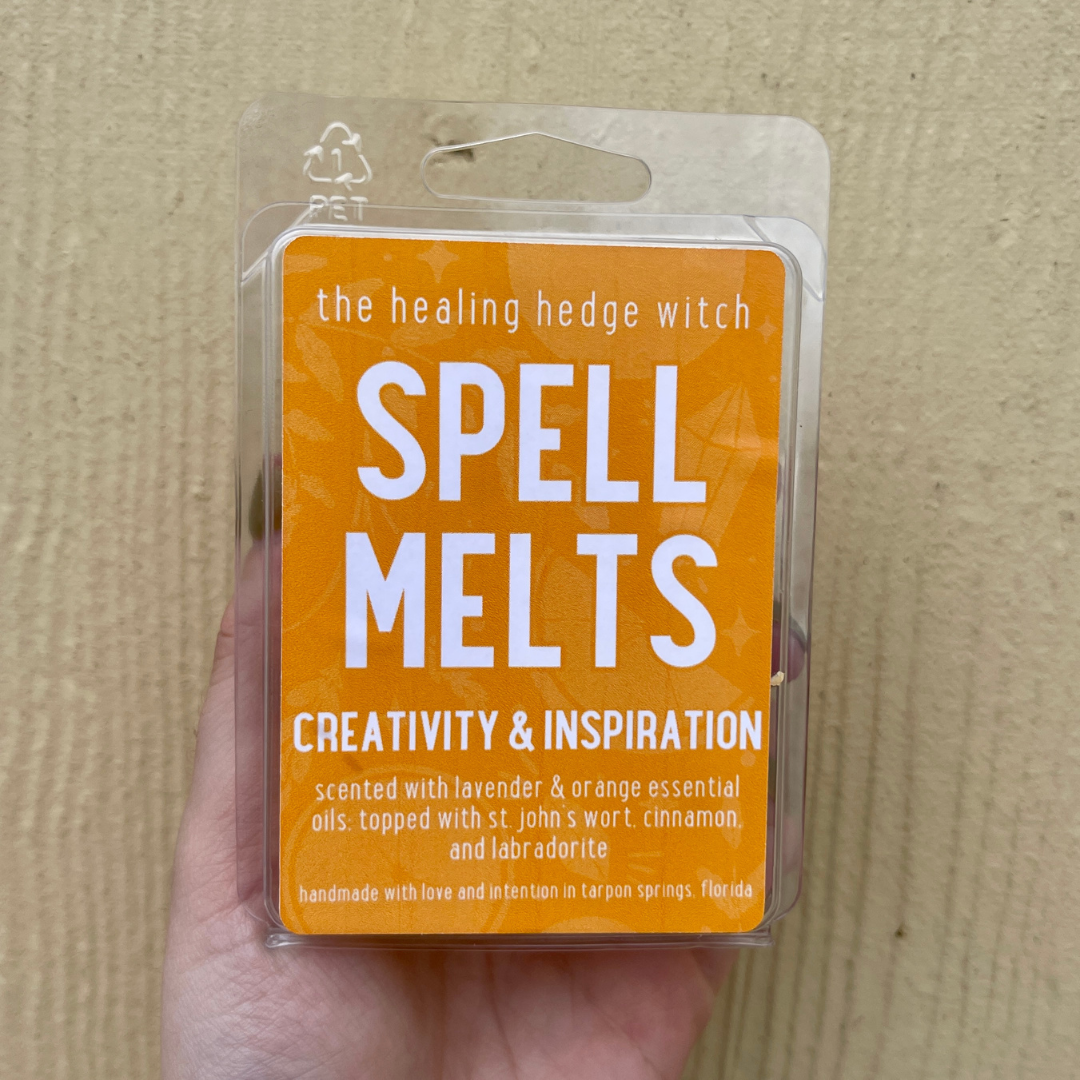 1
PET
the healing hedge witch
SPELL
MELTS
CREATIVITY & INSPIRATION
scented with lavender & orange essential
oils; topped with st. john's wort, cinnamon,
and labradorite
handmade with love and intention in tarpon springs, florida